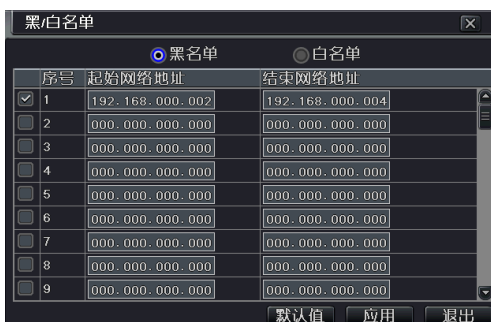 黑/白名单
黑名单 白名单
序号 起始网络地址 结束网络地址
1 192.168.000.002 192.168.000.004
2 000.000.000.000 000.000.000.000
3 000.000.000.000 000.000.000.000
4 000.000.000.000 000.000.000.000
5 000.000.000.000 000.000.000.000
6 000.000.000.000 000.000.000.000
7 000.000.000.000 000.000.000.000
8 000.000.000.000 000.000.000.000
9 000.000.000.000 000.000.000.000
默认值 应用 退出